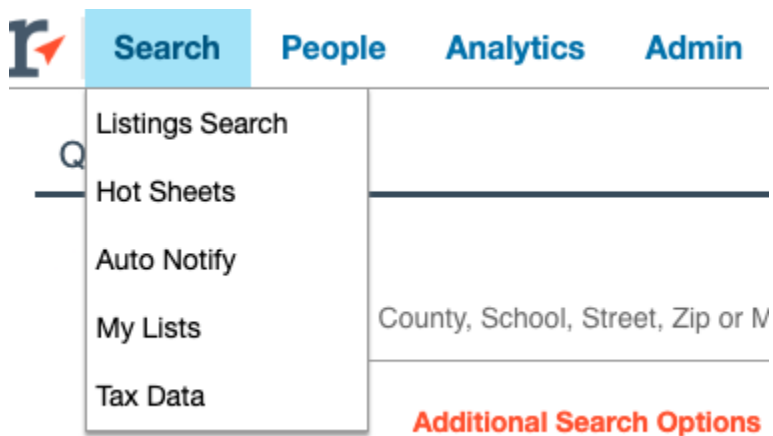 Search People Analytics Admin
Listings Search
Q
Hot Sheets
Auto Notify
My Lists
County, School, Street, Zip or M
Tax Data
Additional Search Options